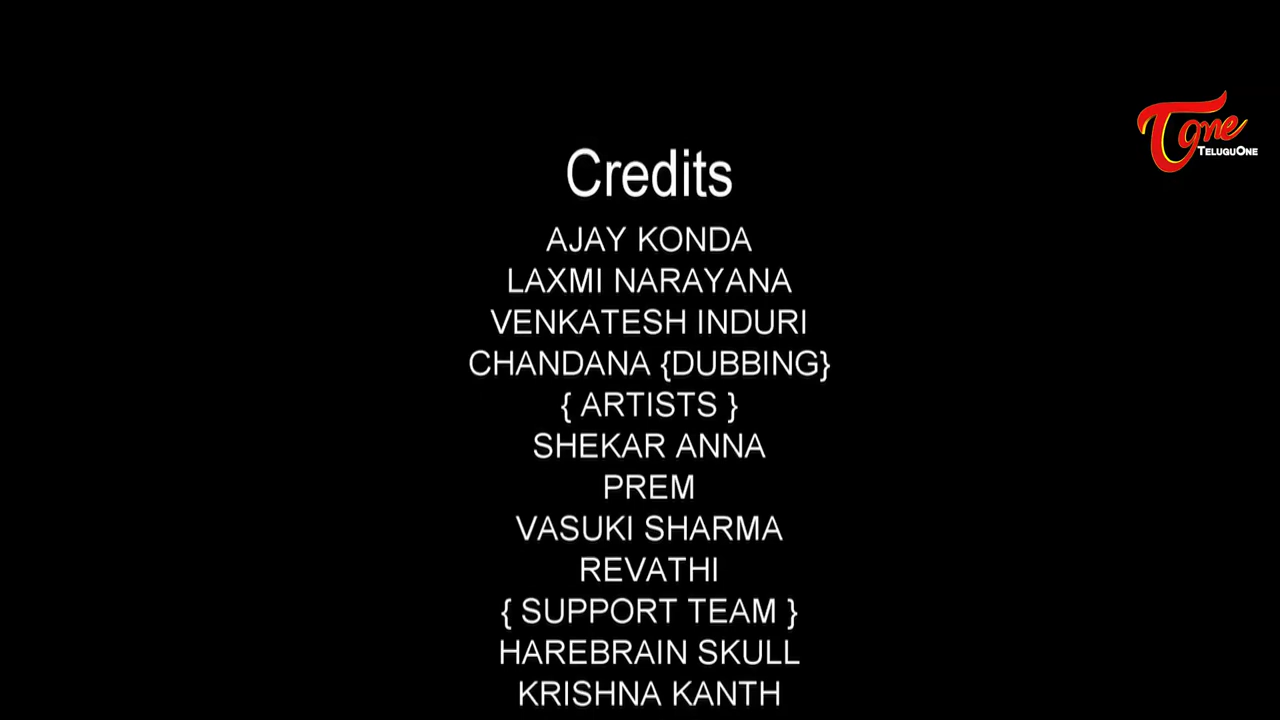 Tone
TELUGUONE
Credits
AJAY KONDA
LAXMI NARAYANA
VENKATESH INDURI
CHANDANA {DUBBING}
{ ARTISTS }
SHEKAR ANNA
PREM
VASUKI SHARMA
REVATHI
{ SUPPORT TEAM }
HAREBRAIN SKULL
KRISHNA KANTH